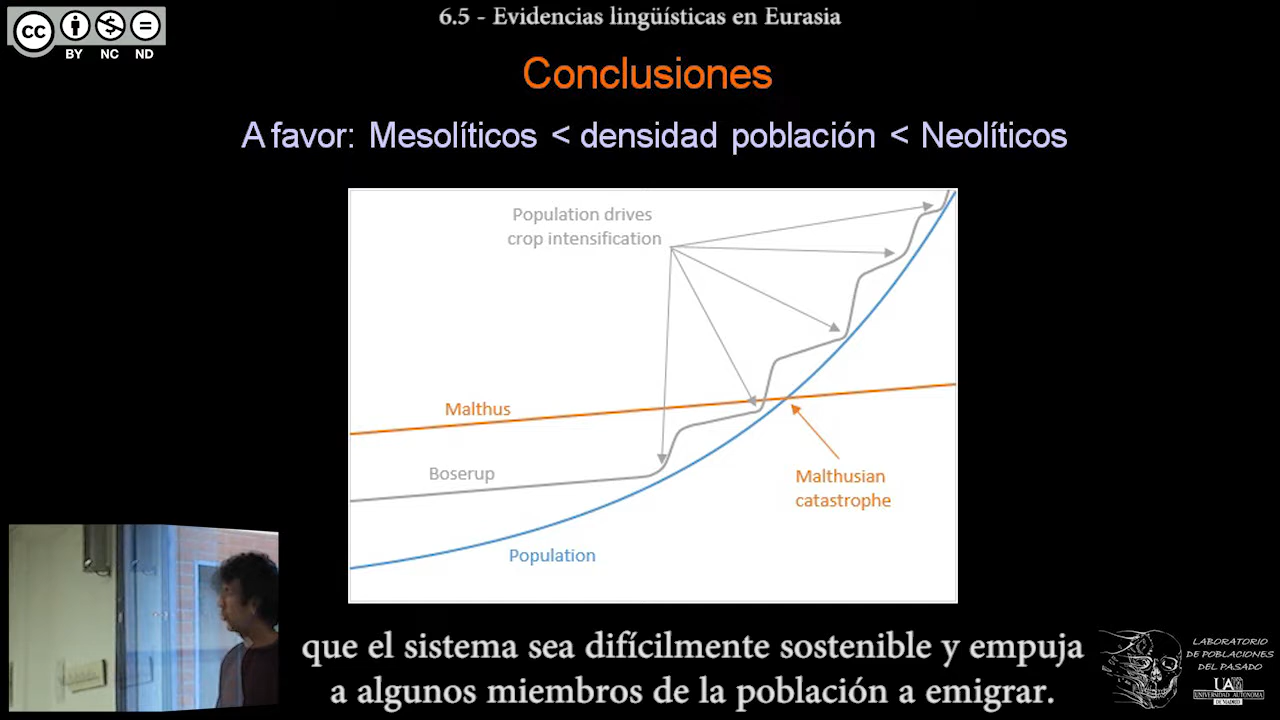 6.5 - Evidencias lingüísticas en Eurasia
CC
BY NC ND
Conclusiones
A favor: Mesolíticos < densidad población < Neolíticos
Population drives
crop intensification
Malthus
Boserup
Malthusian
catastrophe
Population
que el sistema sea difícilmente sostenible y empuja
a algunos miembros de la población a emigrar.
LABORATORIO
DE POBLACIONES
DEL PASADO
UAM
UNIVERSIDAD AUTONOMA
DE MADRID